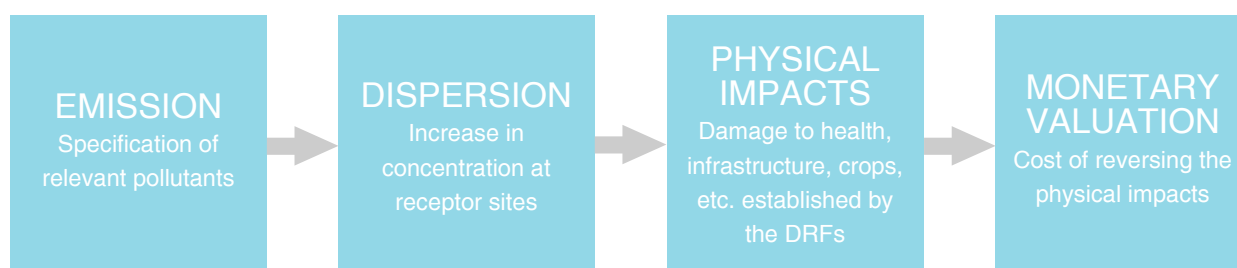 EMISSION
Specification of
relevant pollutants
DISPERSION
Increase in
concentration at
receptor sites
PHYSICAL
IMPACTS
Damage to health,
infrastructure, crops,
etc. established by
the DRFs
MONETARY
VALUATION
Cost of reversing the
physical impacts